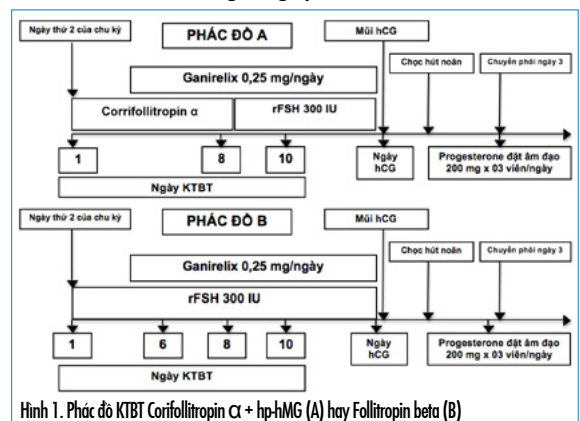 Ngày thứ 2 của chu kỳ
PHÁC ĐỒ A
Mũi hCG
Chọc hút noãn
Chuyển phôi ngày 3
Ganirelix 0,25 mg/ngày
Corrifollitropin α
rFSH 300 IU
1
8
10
Ngày
hCG
Progesterone đặt âm đạo
200 mg x 03 viên/ngày
Ngày KTBT
Ngày thứ 2 của chu kỳ
PHÁC ĐỒ B
Mũi hCG
Chọc hút noãn
Chuyển phôi ngày 3
Ganirelix 0,25 mg/ngày
rFSH 300 IU
1
6
8
10
Ngày
hCG
Progesterone đặt âm đạo
200 mg x 03 viên/ngày
Ngày KTBT
Hình 1. Phác đồ KTBT Corifollitropin α + hp-hMG (A) hay Follitropin beta (B)